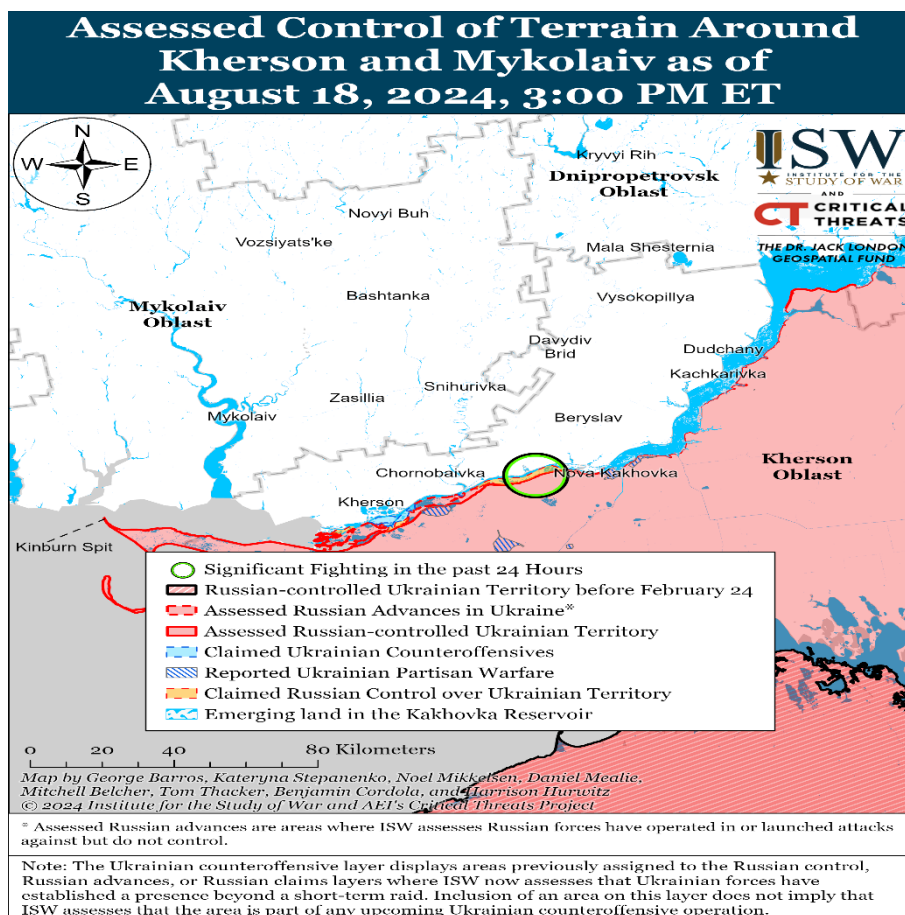 Assessed Control of Terrain Around
Kherson and Mykolaiv as of
August 18, 2024, 3:00 PM ET
N
W E
S
ISW
INSTITUTE FOR THE
STUDY OF WAR
AND
CT CRITICAL
THREATS
THE DR. JACK LONDON
GEOSPATIAL FUND
Kryvyi Rih
Dnipropetrovsk
Oblast
Novyi Buh
Vozsiyats'ke
Mala Shesternia
Bashtanka
Vysokopillya
Mykolaiv
Oblast
Davydiv
Brid
Dudchany
Kachkarivka
Snihurivka
Zasillia
Mykolaiv
Beryslav
Kherson
Oblast
Chornobaivka
Nova Kakhovka
Kherson
Kinburn Spit
Significant Fighting in the past 24 Hours
Russian-controlled Ukrainian Territory before February 24
Assessed Russian Advances in Ukraine*
Assessed Russian-controlled Ukrainian Territory
Claimed Ukrainian Counteroffensives
Reported Ukrainian Partisan Warfare
Claimed Russian Control over Ukrainian Territory
Emerging land in the Kakhovka Reservoir
0 20 40 80 Kilometers
Map by George Barros, Kateryna Stepanenko, Noel Mikkelsen, Daniel Mealie,
Mitchell Belcher, Tom Thacker, Benjamin Cordola, and Harrison Hurwitz
© 2024 Institute for the Study of War and AEI's Critical Threats Project
* Assessed Russian advances are areas where ISW assesses Russian forces have operated in or launched attacks
against but do not control.
Note: The Ukrainian counteroffensive layer displays areas previously assigned to the Russian control,
Russian advances, or Russian claims layers where ISW now assesses that Ukrainian forces have
established a presence beyond a short-term raid. Inclusion of an area on this layer does not imply that
ISW assesses that the area is part of any upcoming Ukrainian counteroffensive operation.